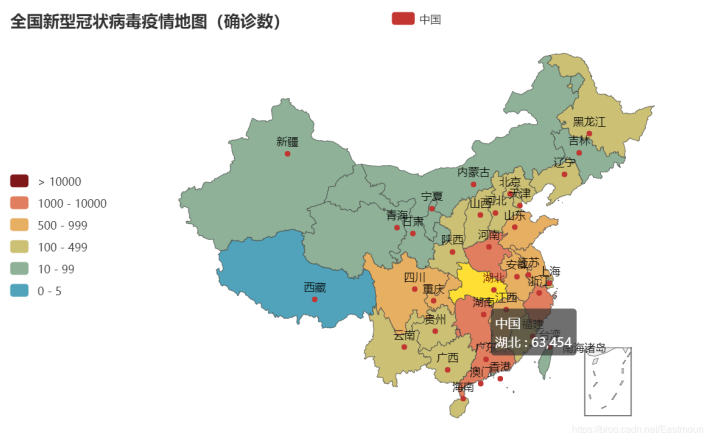 全国新型冠状病毒疫情地图（确诊数）
中国
黑龙江
吉林
新疆
辽宁
内蒙古
北京
天津
宁夏
山西
河北
青海
甘肃
山东
陕西
河南
> 10000
1000 - 10000
500 - 999
100 - 499
10 - 99
0 - 5
四川
重庆
湖北
安徽
江苏
上海
浙江
西藏
湖南
江西
贵州
福建
云南
台湾
中国
湖北 : 63,454
南海诸岛
广西
广东
香港
澳门
海南